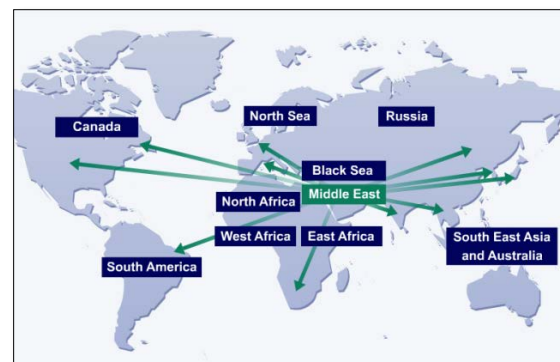 North Sea
Russia
Canada
Black Sea
Middle East
North Africa
West Africa
East Africa
South East Asia
and Australia
South America